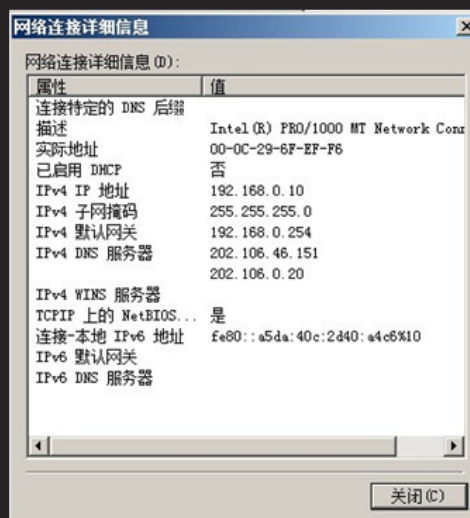 网络连接详细信息
网络连接详细信息(D):
属性 值
连接特定的 DNS 后缀
描述 Intel(R) PRO/1000 MT Network Conn
实际地址 00-0C-29-6F-EF-F6
已启用 DHCP 否
IPv4 IP 地址 192.168.0.10
IPv4 子网掩码 255.255.255.0
IPv4 默认网关 192.168.0.254
IPv4 DNS 服务器 202.106.46.151
202.106.0.20
IPv4 WINS 服务器
TCPIP 上的 NetBIOS... 是
连接-本地 IPv6 地址 fe80::a5da:40c:2d40:a4c6%10
IPv6 默认网关
IPv6 DNS 服务器
关闭(C)